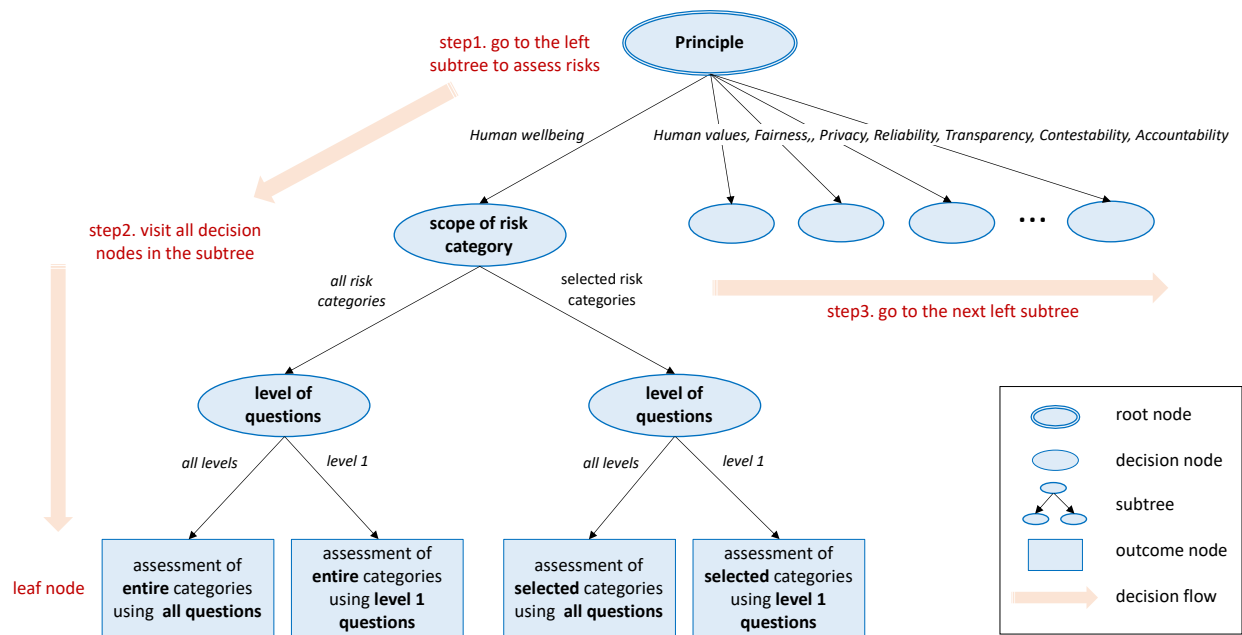 Principle
step1. go to the left
subtree to assess risks
Human wellbeing
Human values, Fairness,, Privacy, Reliability, Transparency, Contestability, Accountability
step2. visit all decision
nodes in the subtree
scope of risk
category
...
all risk
categories
selected risk
categories
step3. go to the next left subtree
level of
questions
level of
questions
all levels
level 1
all levels
level 1
leaf node
assessment of
entire categories
using all questions
assessment of
entire categories
using level 1
questions
assessment of
selected categories
using all questions
assessment of
selected categories
using level 1
questions
root node
decision node
subtree
outcome node
decision flow